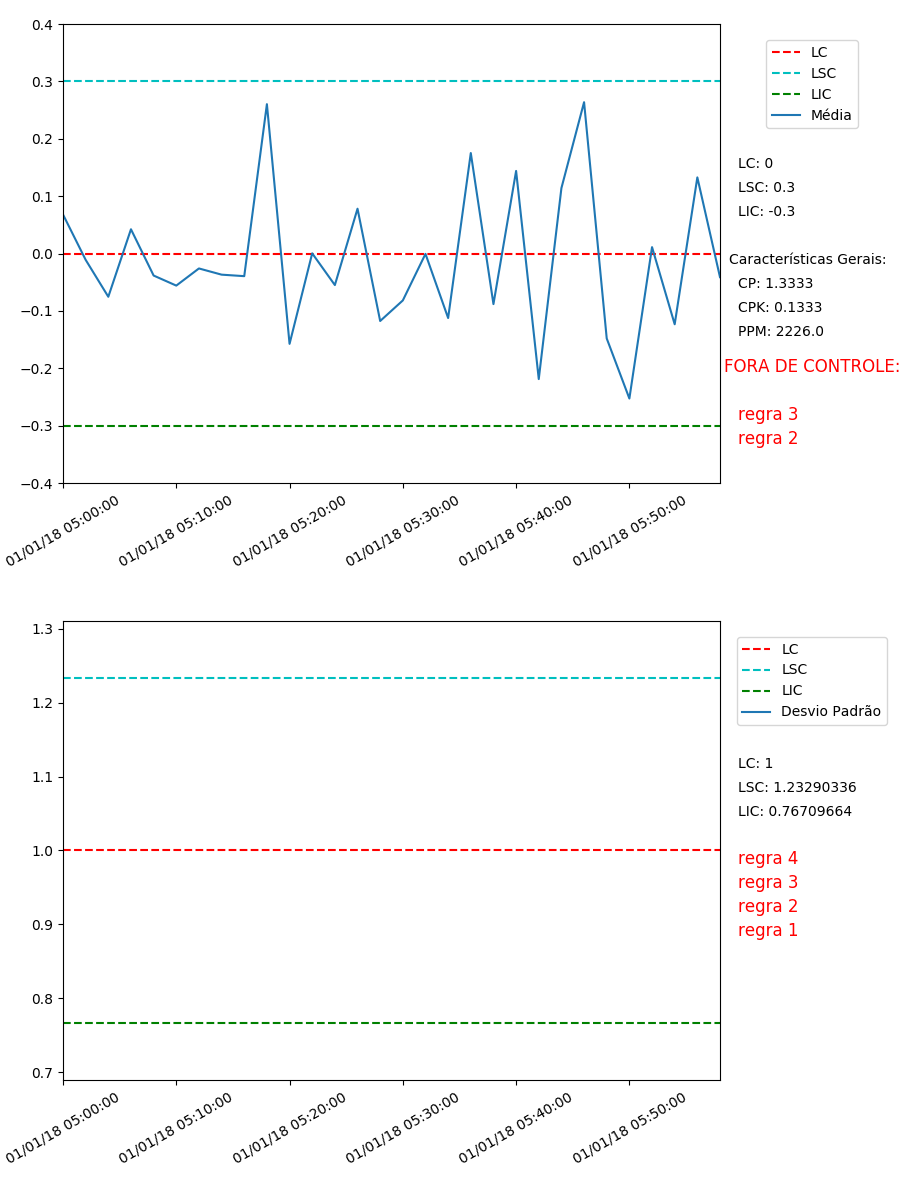 0.4
0.3
0.2
0.1
0.0
−0.1
−0.2
−0.3
−0.4
01/01/18 05:00:00
01/01/18 05:10:00
01/01/18 05:20:00
01/01/18 05:30:00
01/01/18 05:40:00
01/01/18 05:50:00
LC
LSC
LIC
Média
LC: 0
LSC: 0.3
LIC: -0.3
Características Gerais:
CP: 1.3333
CPK: 0.1333
PPM: 2226.0
FORA DE CONTROLE:
regra 3
regra 2
1.3
1.2
1.1
1.0
0.9
0.8
0.7
01/01/18 05:00:00
01/01/18 05:10:00
01/01/18 05:20:00
01/01/18 05:30:00
01/01/18 05:40:00
01/01/18 05:50:00
LC
LSC
LIC
Desvio Padrão
LC: 1
LSC: 1.23290336
LIC: 0.76709664
regra 4
regra 3
regra 2
regra 1